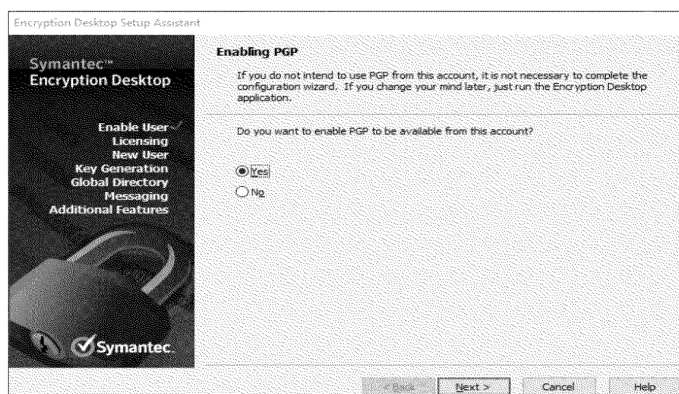 Encryption Desktop Setup Assistant
Symantec™
Encryption Desktop
Enable User
Licensing
New User
Key Generation
Global Directory
Messaging
Additional Features
Symantec.
Enabling PGP
If you do not intend to use PGP from this account, it is not necessary to complete the
configuration wizard. If you change your mind later, just run the Encryption Desktop
application.
Do you want to enable PGP to be available from this account?
Yes
No
< Back
Next >
Cancel
Help